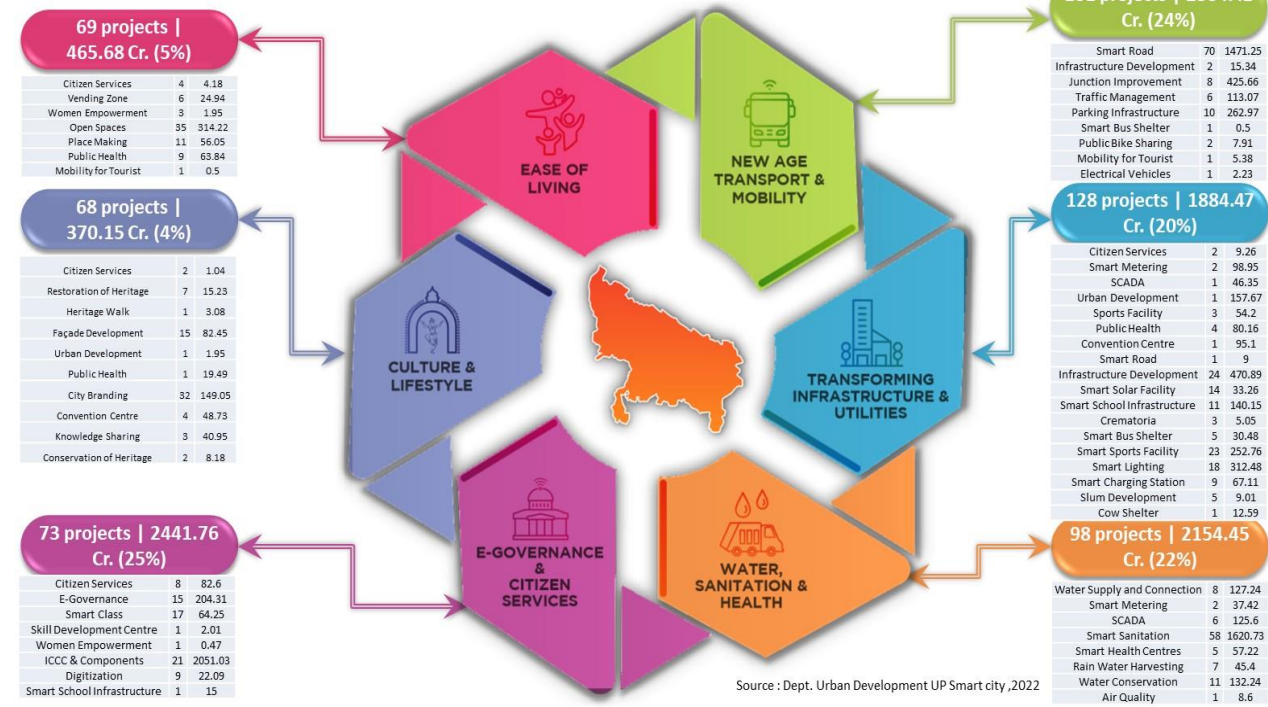 69 projects |
465.68 Cr. (5%)
Citizen Services 4 4.18
Vending Zone 6 24.94
Women Empowerment 3 1.95
Open Spaces 35 314.22
Place Making 11 56.05
Public Health 9 63.84
Mobility for Tourist 1 0.5
68 projects |
370.15 Cr. (4%)
Citizen Services 2 1.04
Restoration of Heritage 7 15.23
Heritage Walk 1 3.08
Façade Development 15 82.45
Urban Development 1 1.95
Public Health 1 19.49
City Branding 32 149.05
Convention Centre 4 48.73
Knowledge Sharing 3 40.95
Conservation of Heritage 2 8.18
73 projects | 2441.76
Cr. (25%)
Citizen Services 8 82.6
E-Governance 15 204.31
Smart Class 17 64.25
Skill Development Centre 1 2.01
Women Empowerment 1 0.47
ICCC & Components 21 2051.03
Digitization 9 22.09
Smart School Infrastructure 1 15
EASE OF
LIVING
NEW AGE
TRANSPORT &
MOBILITY
CULTURE &
LIFESTYLE
TRANSFORMING
INFRASTRUCTURE &
UTILITIES
E-GOVERNANCE
&
CITIZEN
SERVICES
WATER,
SANITATION &
HEALTH
Cr. (24%)
Smart Road 70 1471.25
Infrastructure Development 2 15.34
Junction Improvement 8 425.66
Traffic Management 6 113.07
Parking Infrastructure 10 262.97
Smart Bus Shelter 1 0.5
Public Bike Sharing 2 7.91
Mobility for Tourist 1 5.38
Electrical Vehicles 1 2.23
128 projects | 1884.47
Cr. (20%)
Citizen Services 2 9.26
Smart Metering 2 98.95
SCADA 1 46.35
Urban Development 1 157.67
Sports Facility 3 54.2
Public Health 4 80.16
Convention Centre 1 95.1
Smart Road 1 9
Infrastructure Development 24 470.89
Smart Solar Facility 14 33.26
Smart School Infrastructure 11 140.15
Crematoria 3 5.05
Smart Bus Shelter 5 30.48
Smart Sports Facility 23 252.76
Smart Lighting 18 312.48
Smart Charging Station 9 67.11
Slum Development 5 9.01
Cow Shelter 1 12.59
98 projects | 2154.45
Cr. (22%)
Water Supply and Connection 8 127.24
Smart Metering 2 37.42
SCADA 6 125.6
Smart Sanitation 58 1620.73
Smart Health Centres 5 57.22
Rain Water Harvesting 7 45.4
Water Conservation 11 132.24
Air Quality 1 8.6
Source : Dept. Urban Development UP Smart city ,2022